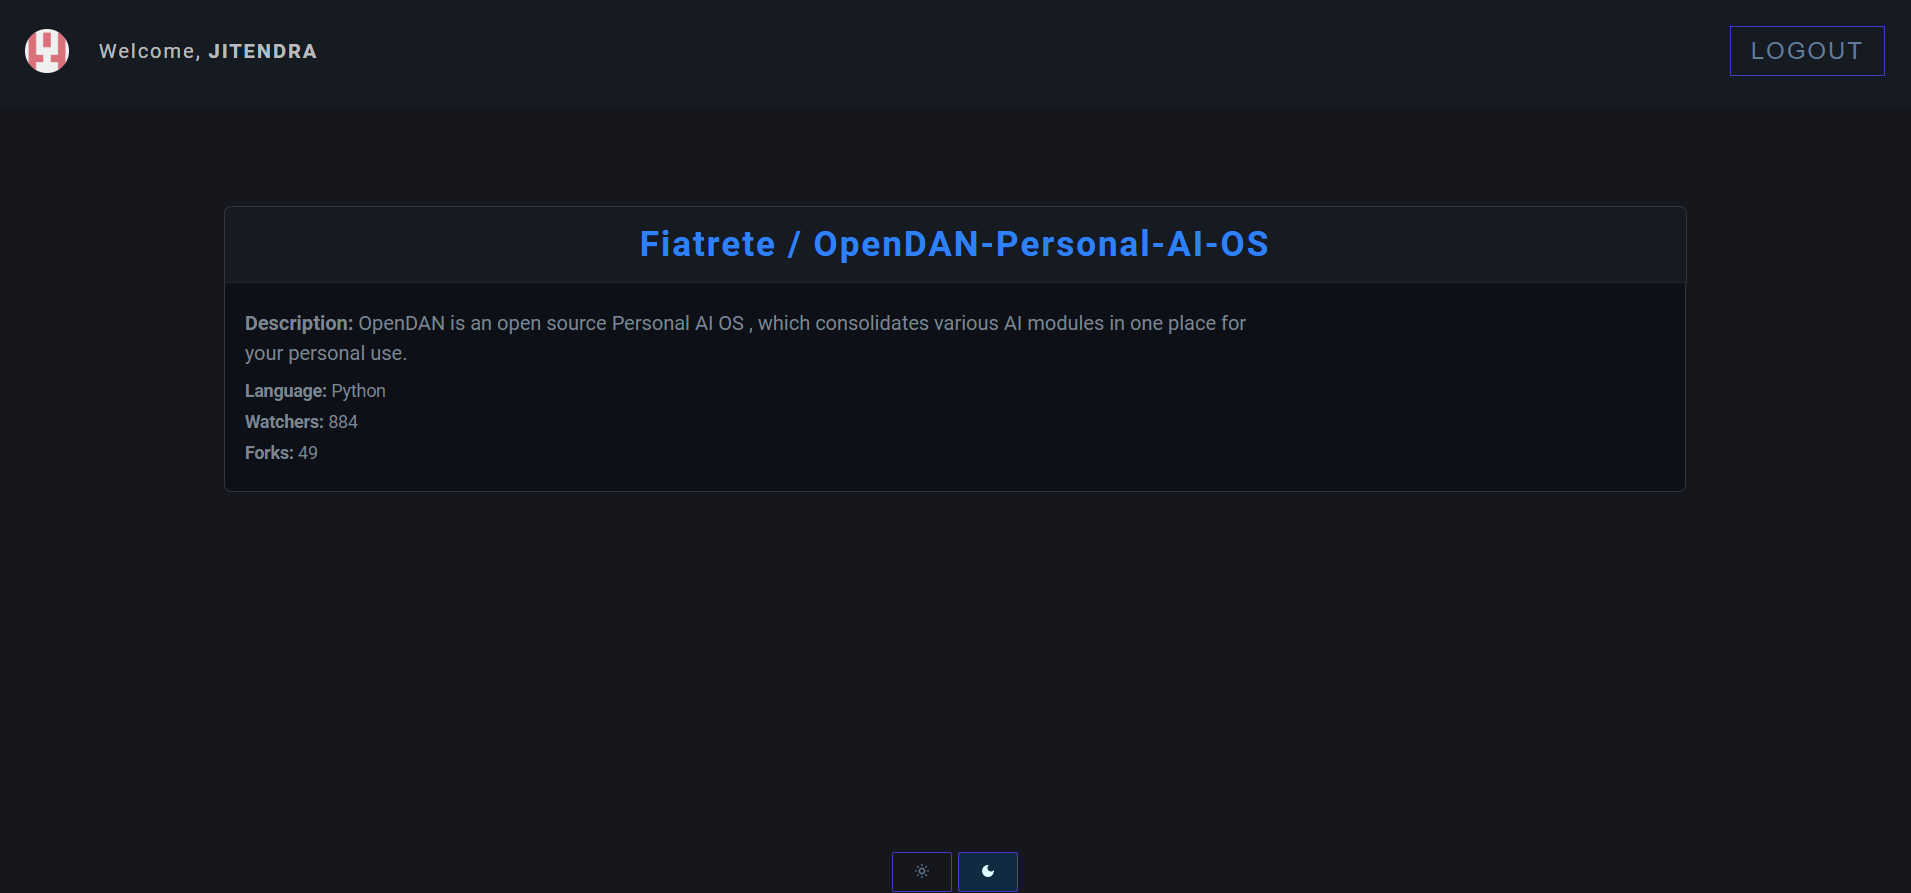 Welcome, JITENDRA
LOGOUT
Fiatrete / OpenDAN-Personal-AI-OS
Description: OpenDAN is an open source Personal AI OS , which consolidates various AI modules in one place for
your personal use.
Language: Python
Watchers: 884
Forks: 49